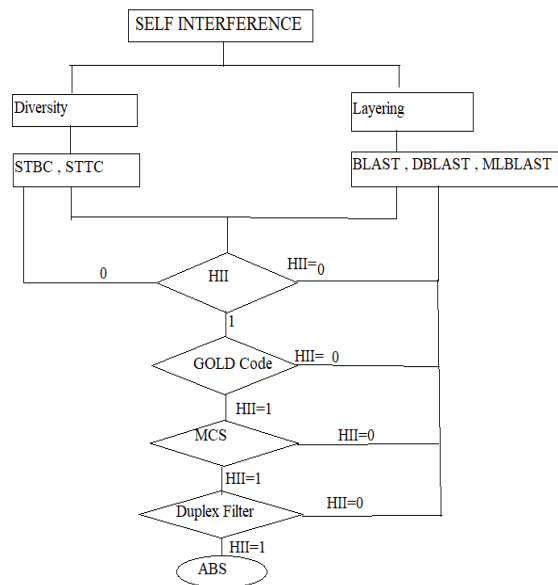 SELF INTERFERENCE
Diversity
Layering
STBC , STTC
BLAST , DBLAST , MLBLAST
0
HII
HII=0
1
GOLD Code
HII= 0
HII=1
MCS
HII=0
HII=1
Duplex Filter
HII=0
HII=1
ABS